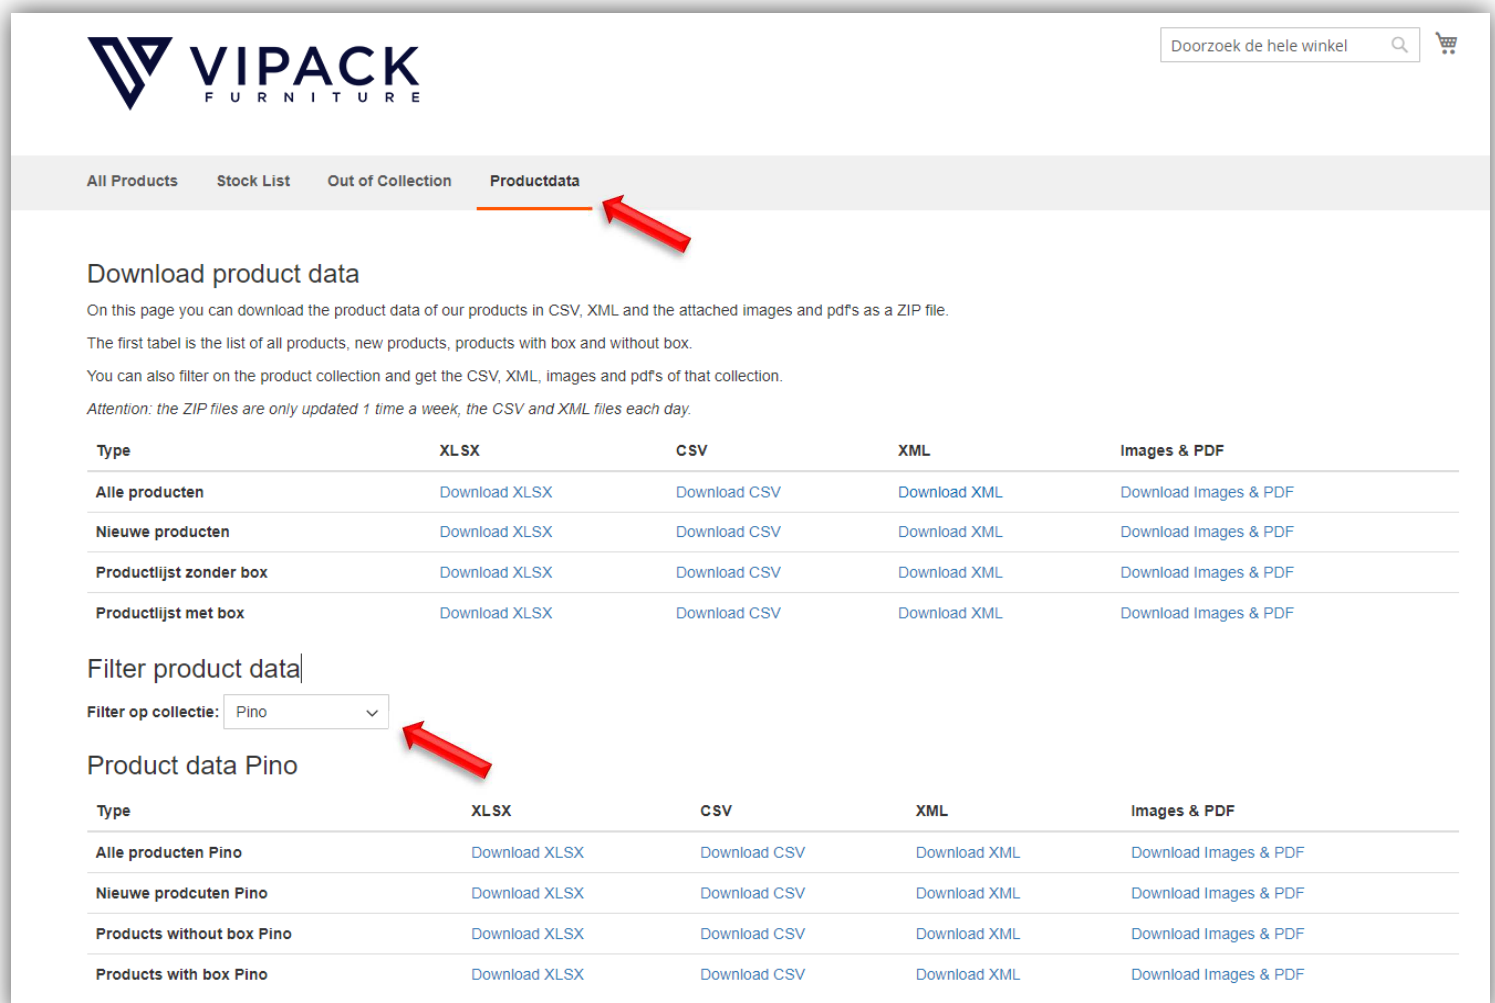 VIPACK
FURNITURE
Doorzoek de hele winkel
All Products Stock List Out of Collection Productdata
Download product data
On this page you can download the product data of our products in CSV, XML and the attached images and pdf's as a ZIP file.
The first tabel is the list of all products, new products, products with box and without box.
You can also filter on the product collection and get the CSV, XML, images and pdf's of that collection.
Attention: the ZIP files are only updated 1 time a week, the CSV and XML files each day.
Type XLSX CSV XML Images & PDF
Alle producten Download XLSX Download CSV Download XML Download Images & PDF
Nieuwe producten Download XLSX Download CSV Download XML Download Images & PDF
Productlijst zonder box Download XLSX Download CSV Download XML Download Images & PDF
Productlijst met box Download XLSX Download CSV Download XML Download Images & PDF
Filter product data
Filter op collectie: Pino
Product data Pino
Type XLSX CSV XML Images & PDF
Alle producten Pino Download XLSX Download CSV Download XML Download Images & PDF
Nieuwe prodcuten Pino Download XLSX Download CSV Download XML Download Images & PDF
Products without box Pino Download XLSX Download CSV Download XML Download Images & PDF
Products with box Pino Download XLSX Download CSV Download XML Download Images & PDF